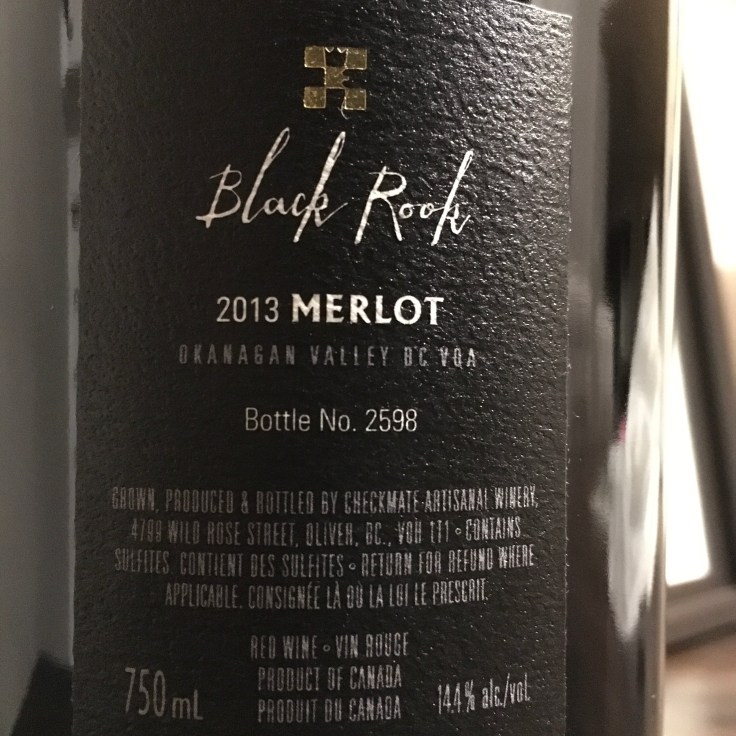 Black Rook
2013 MERLOT
OKANAGAN VALLEY BC VQA
Bottle No. 2598
GROWN, PRODUCED & BOTTLED BY CHECKMATE ARTISANAL WINERY,
4799 WILD ROSE STREET, OLIVER, BC., V0H 1T1 • CONTAINS
SULFITES. CONTIENT DES SULFITES • RETURN FOR REFUND WHERE
APPLICABLE. CONSIGNÉE LÀ OÙ LA LOI LE PRESCRIT.
RED WINE • VIN ROUGE
PRODUCT OF CANADA
PRODUIT DU CANADA
750 mL
14.4% alc./vol.